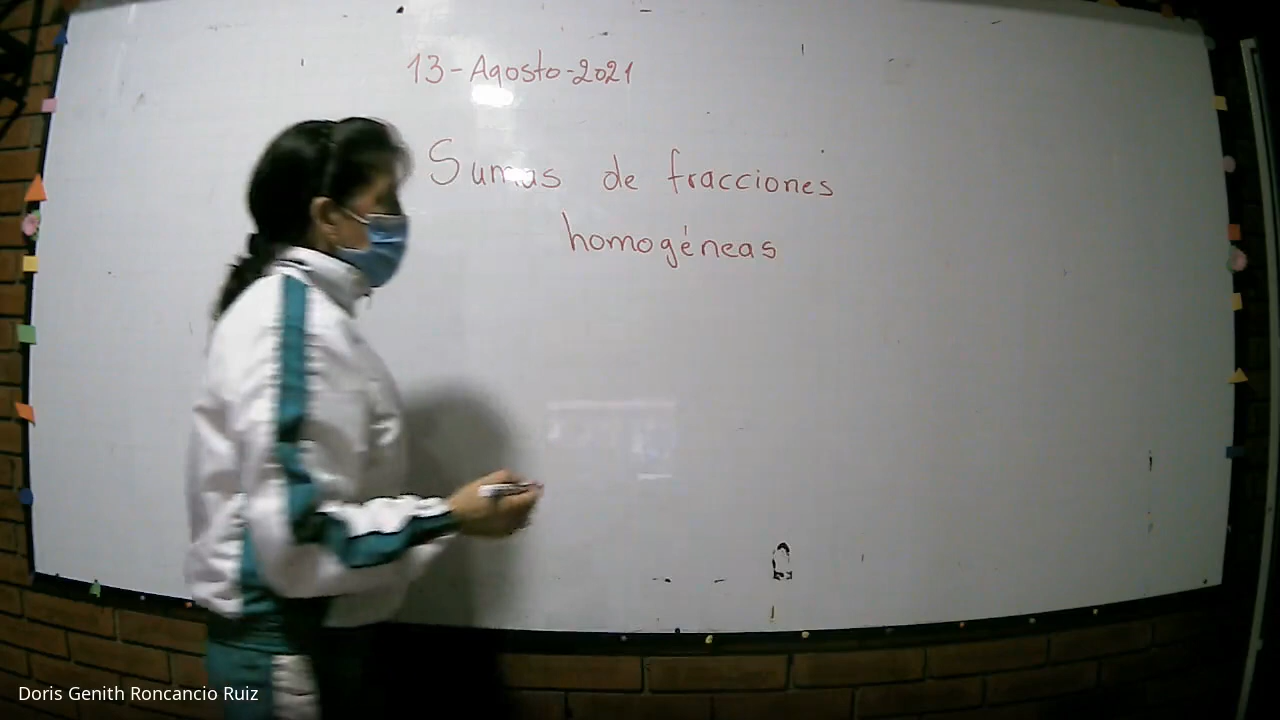 13-Agosto-2021
Sumas de fracciones
homogéneas
Doris Genith Roncancio Ruiz